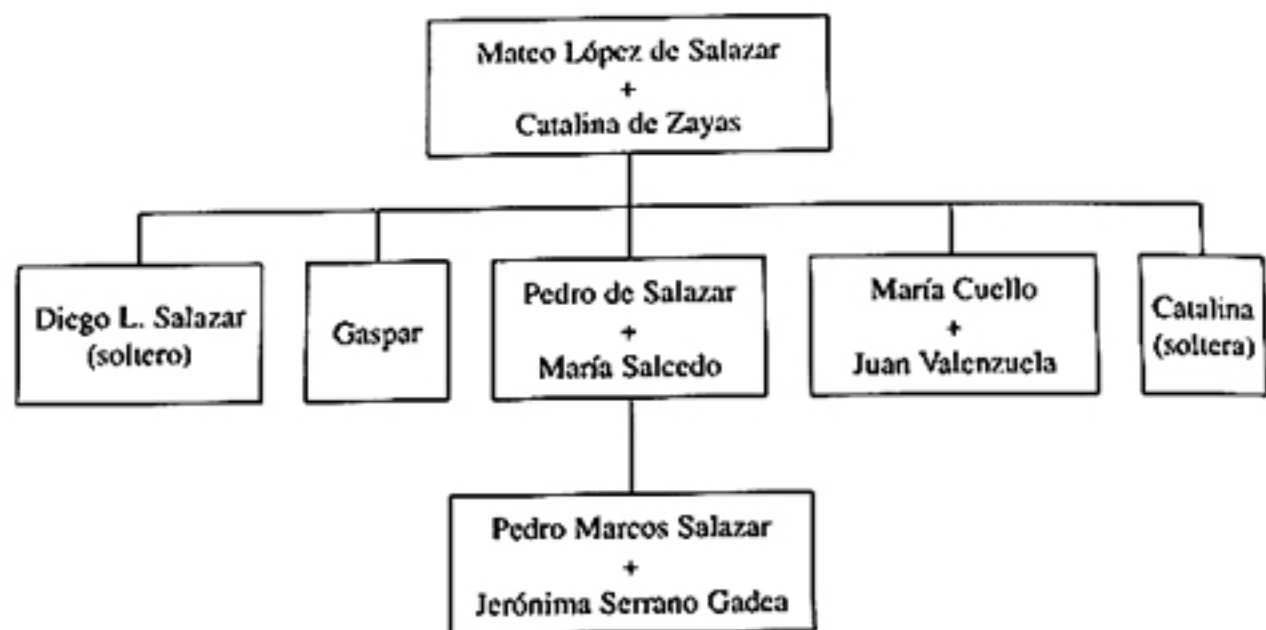 Mateo López de Salazar
+
Catalina de Zayas
Diego L. Salazar
(soltero)
Gaspar
Pedro de Salazar
+
María Salcedo
María Cuello
+
Juan Valenzuela
Catalina
(soltera)
Pedro Marcos Salazar
+
Jerónima Serrano Gadea